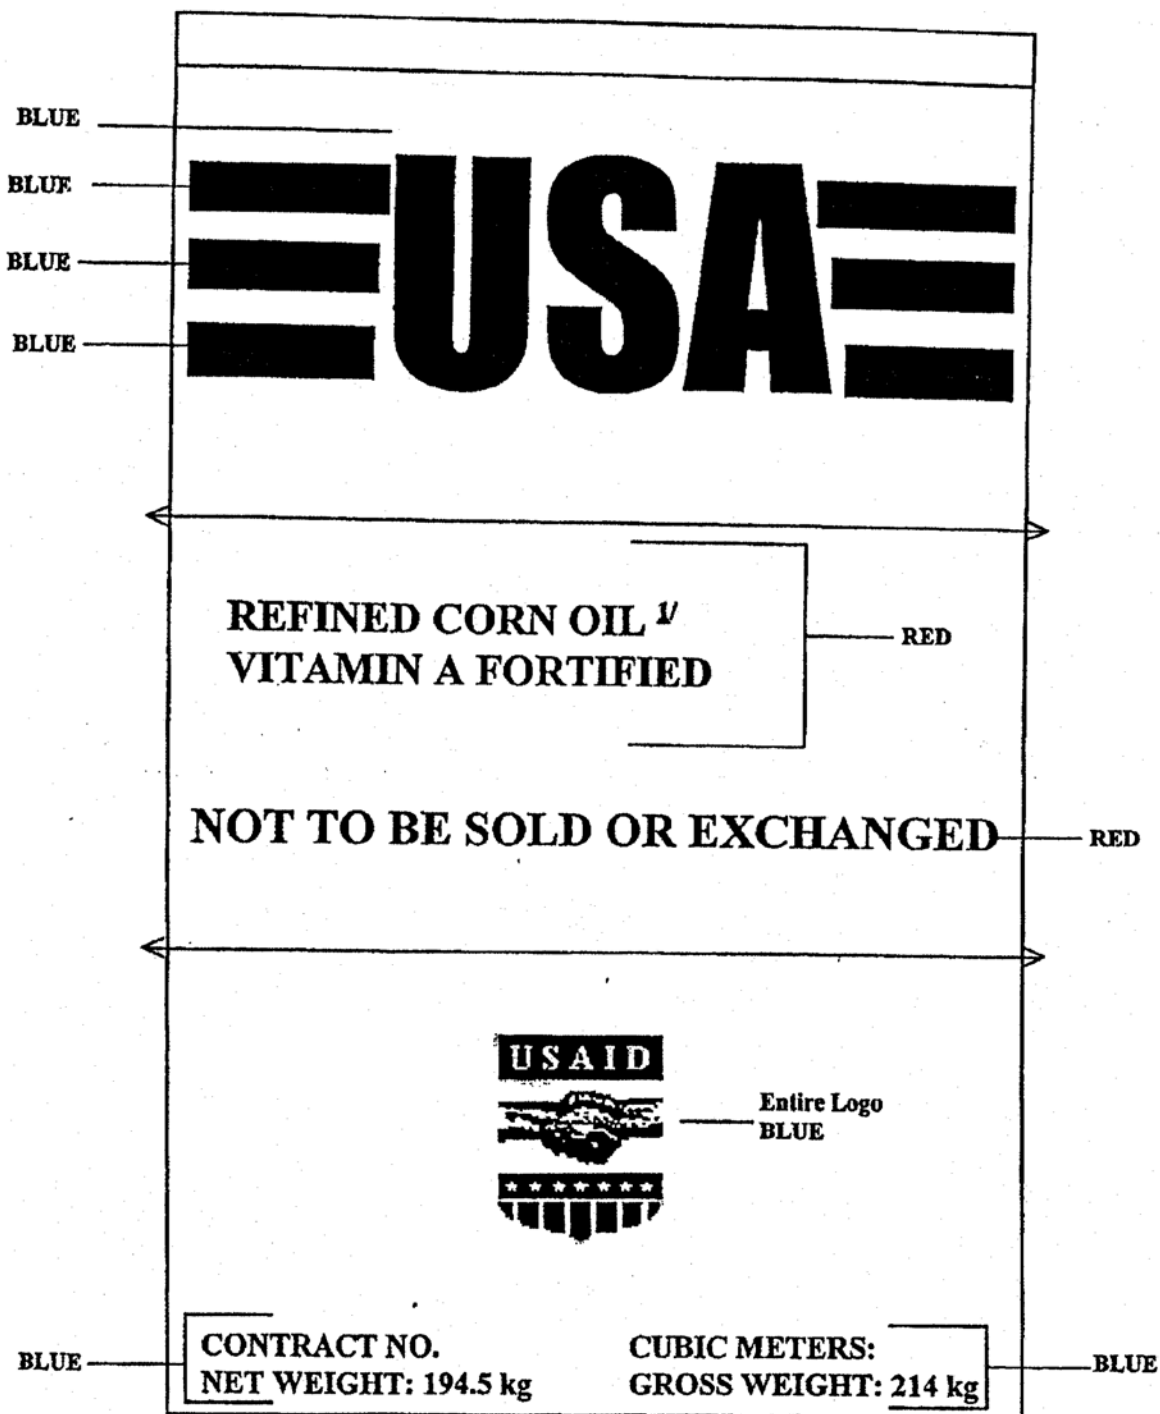 BLUE
USA
BLUE
BLUE
BLUE
REFINED CORN OIL 1/
VITAMIN A FORTIFIED
RED
NOT TO BE SOLD OR EXCHANGED
RED
USAID
Entire Logo
BLUE
BLUE
CONTRACT NO.
NET WEIGHT: 194.5 kg
CUBIC METERS:
GROSS WEIGHT: 214 kg
BLUE